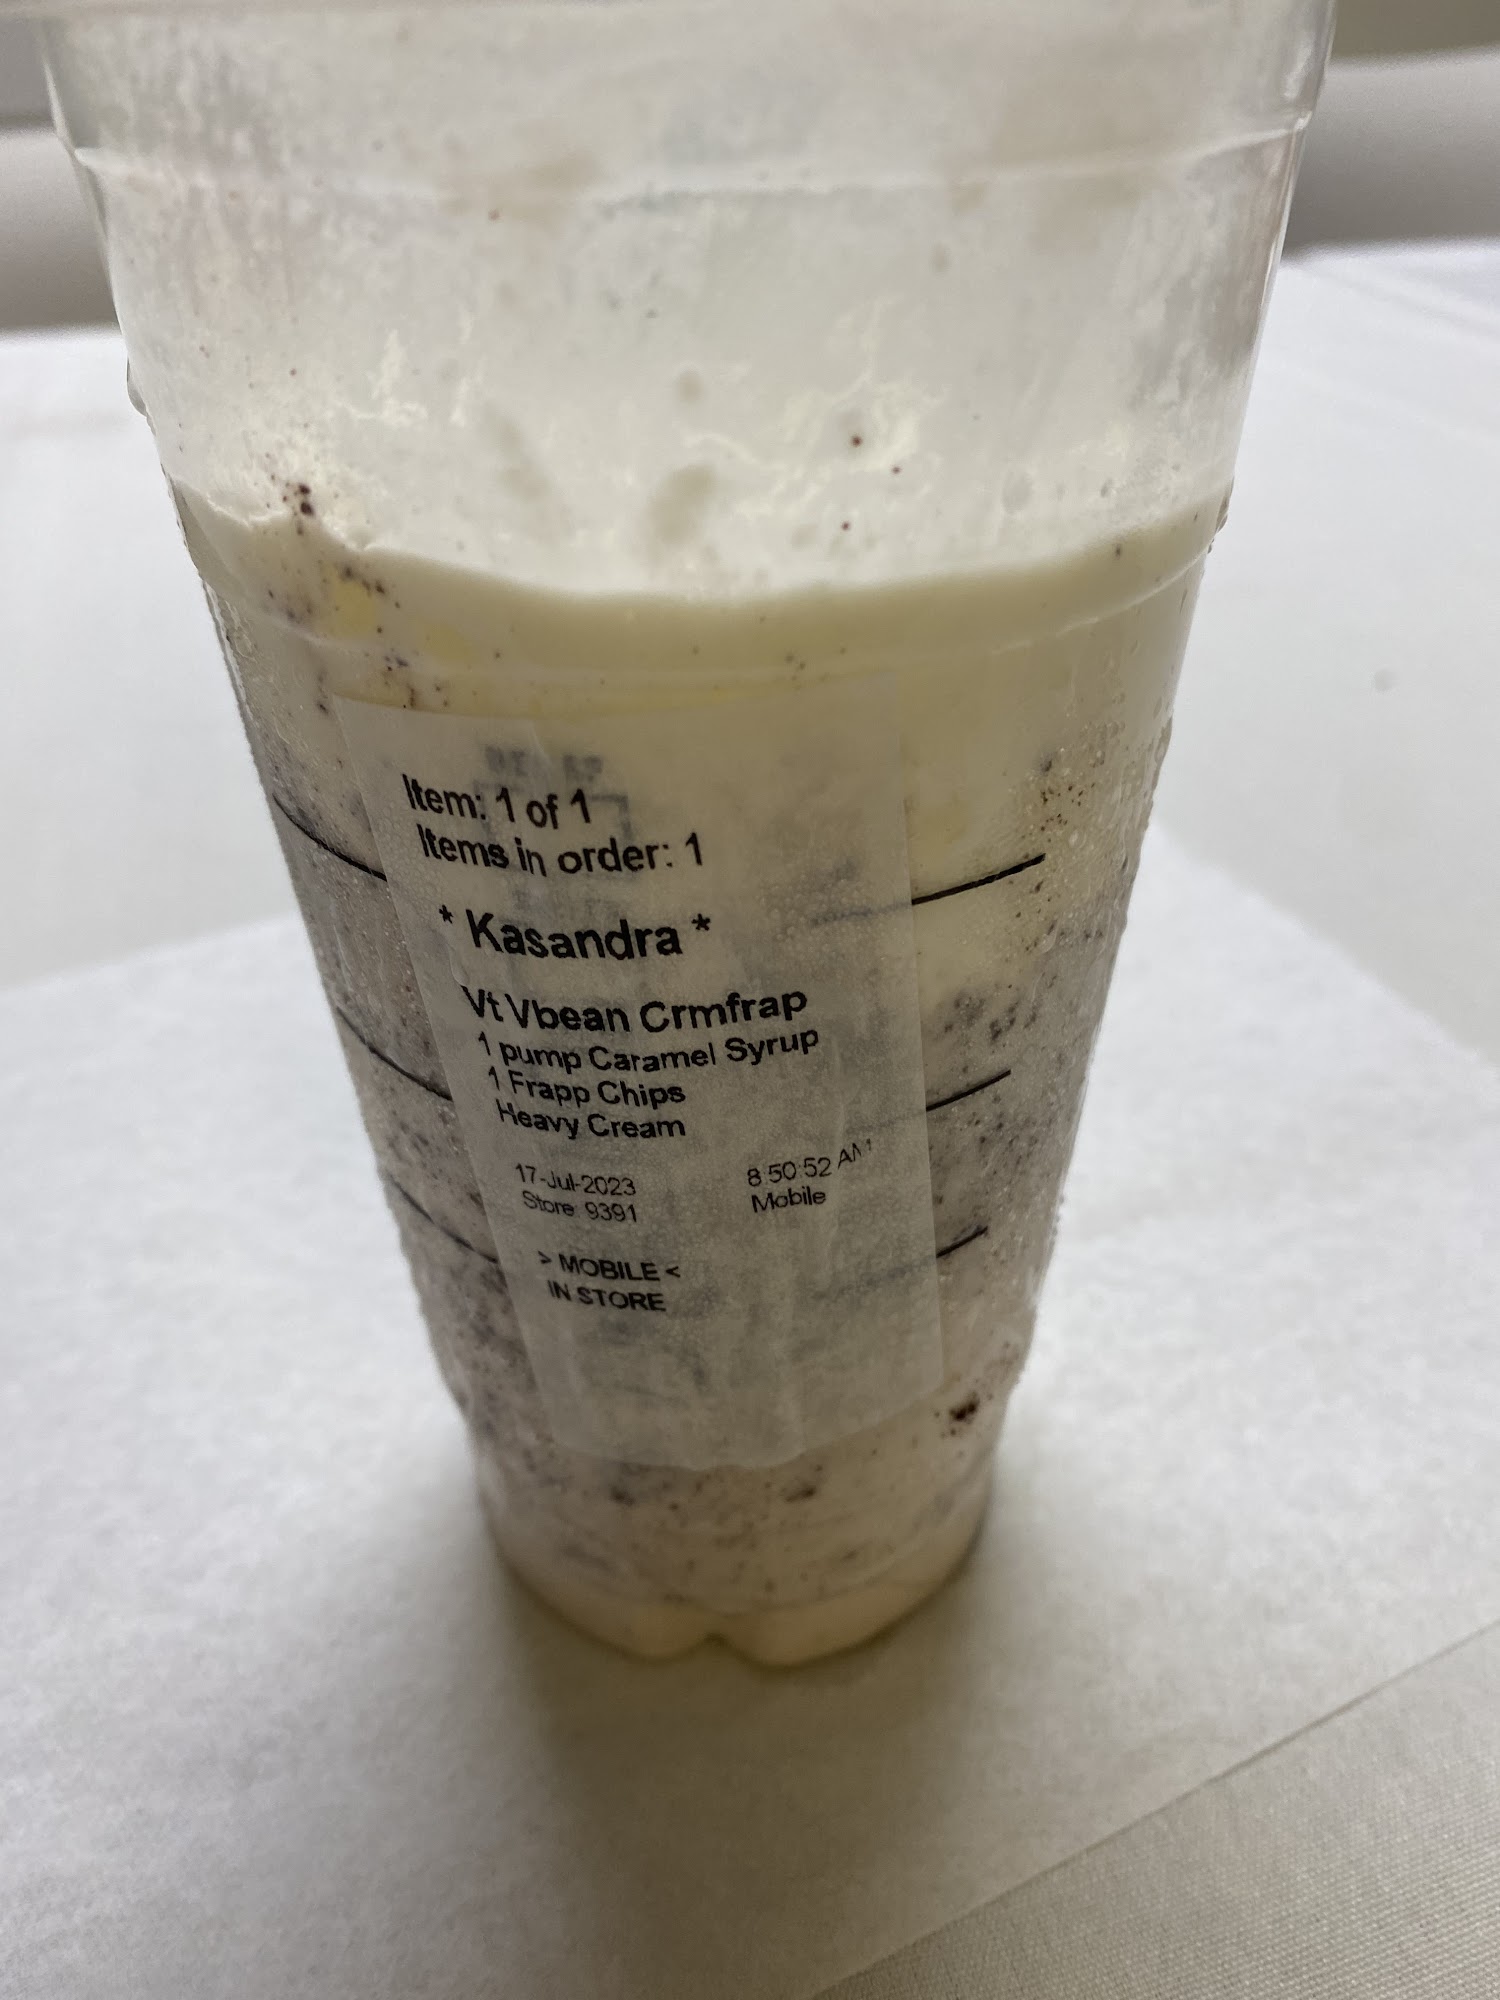 Item: 1 of 1
Items in order: 1
* Kasandra *
Vt Vbean Crmfrap
1 pump Caramel Syrup
1 Frapp Chips
Heavy Cream
17-Jul-2023 8:50:52 AM
Store 9391 Mobile
> MOBILE <
IN STORE